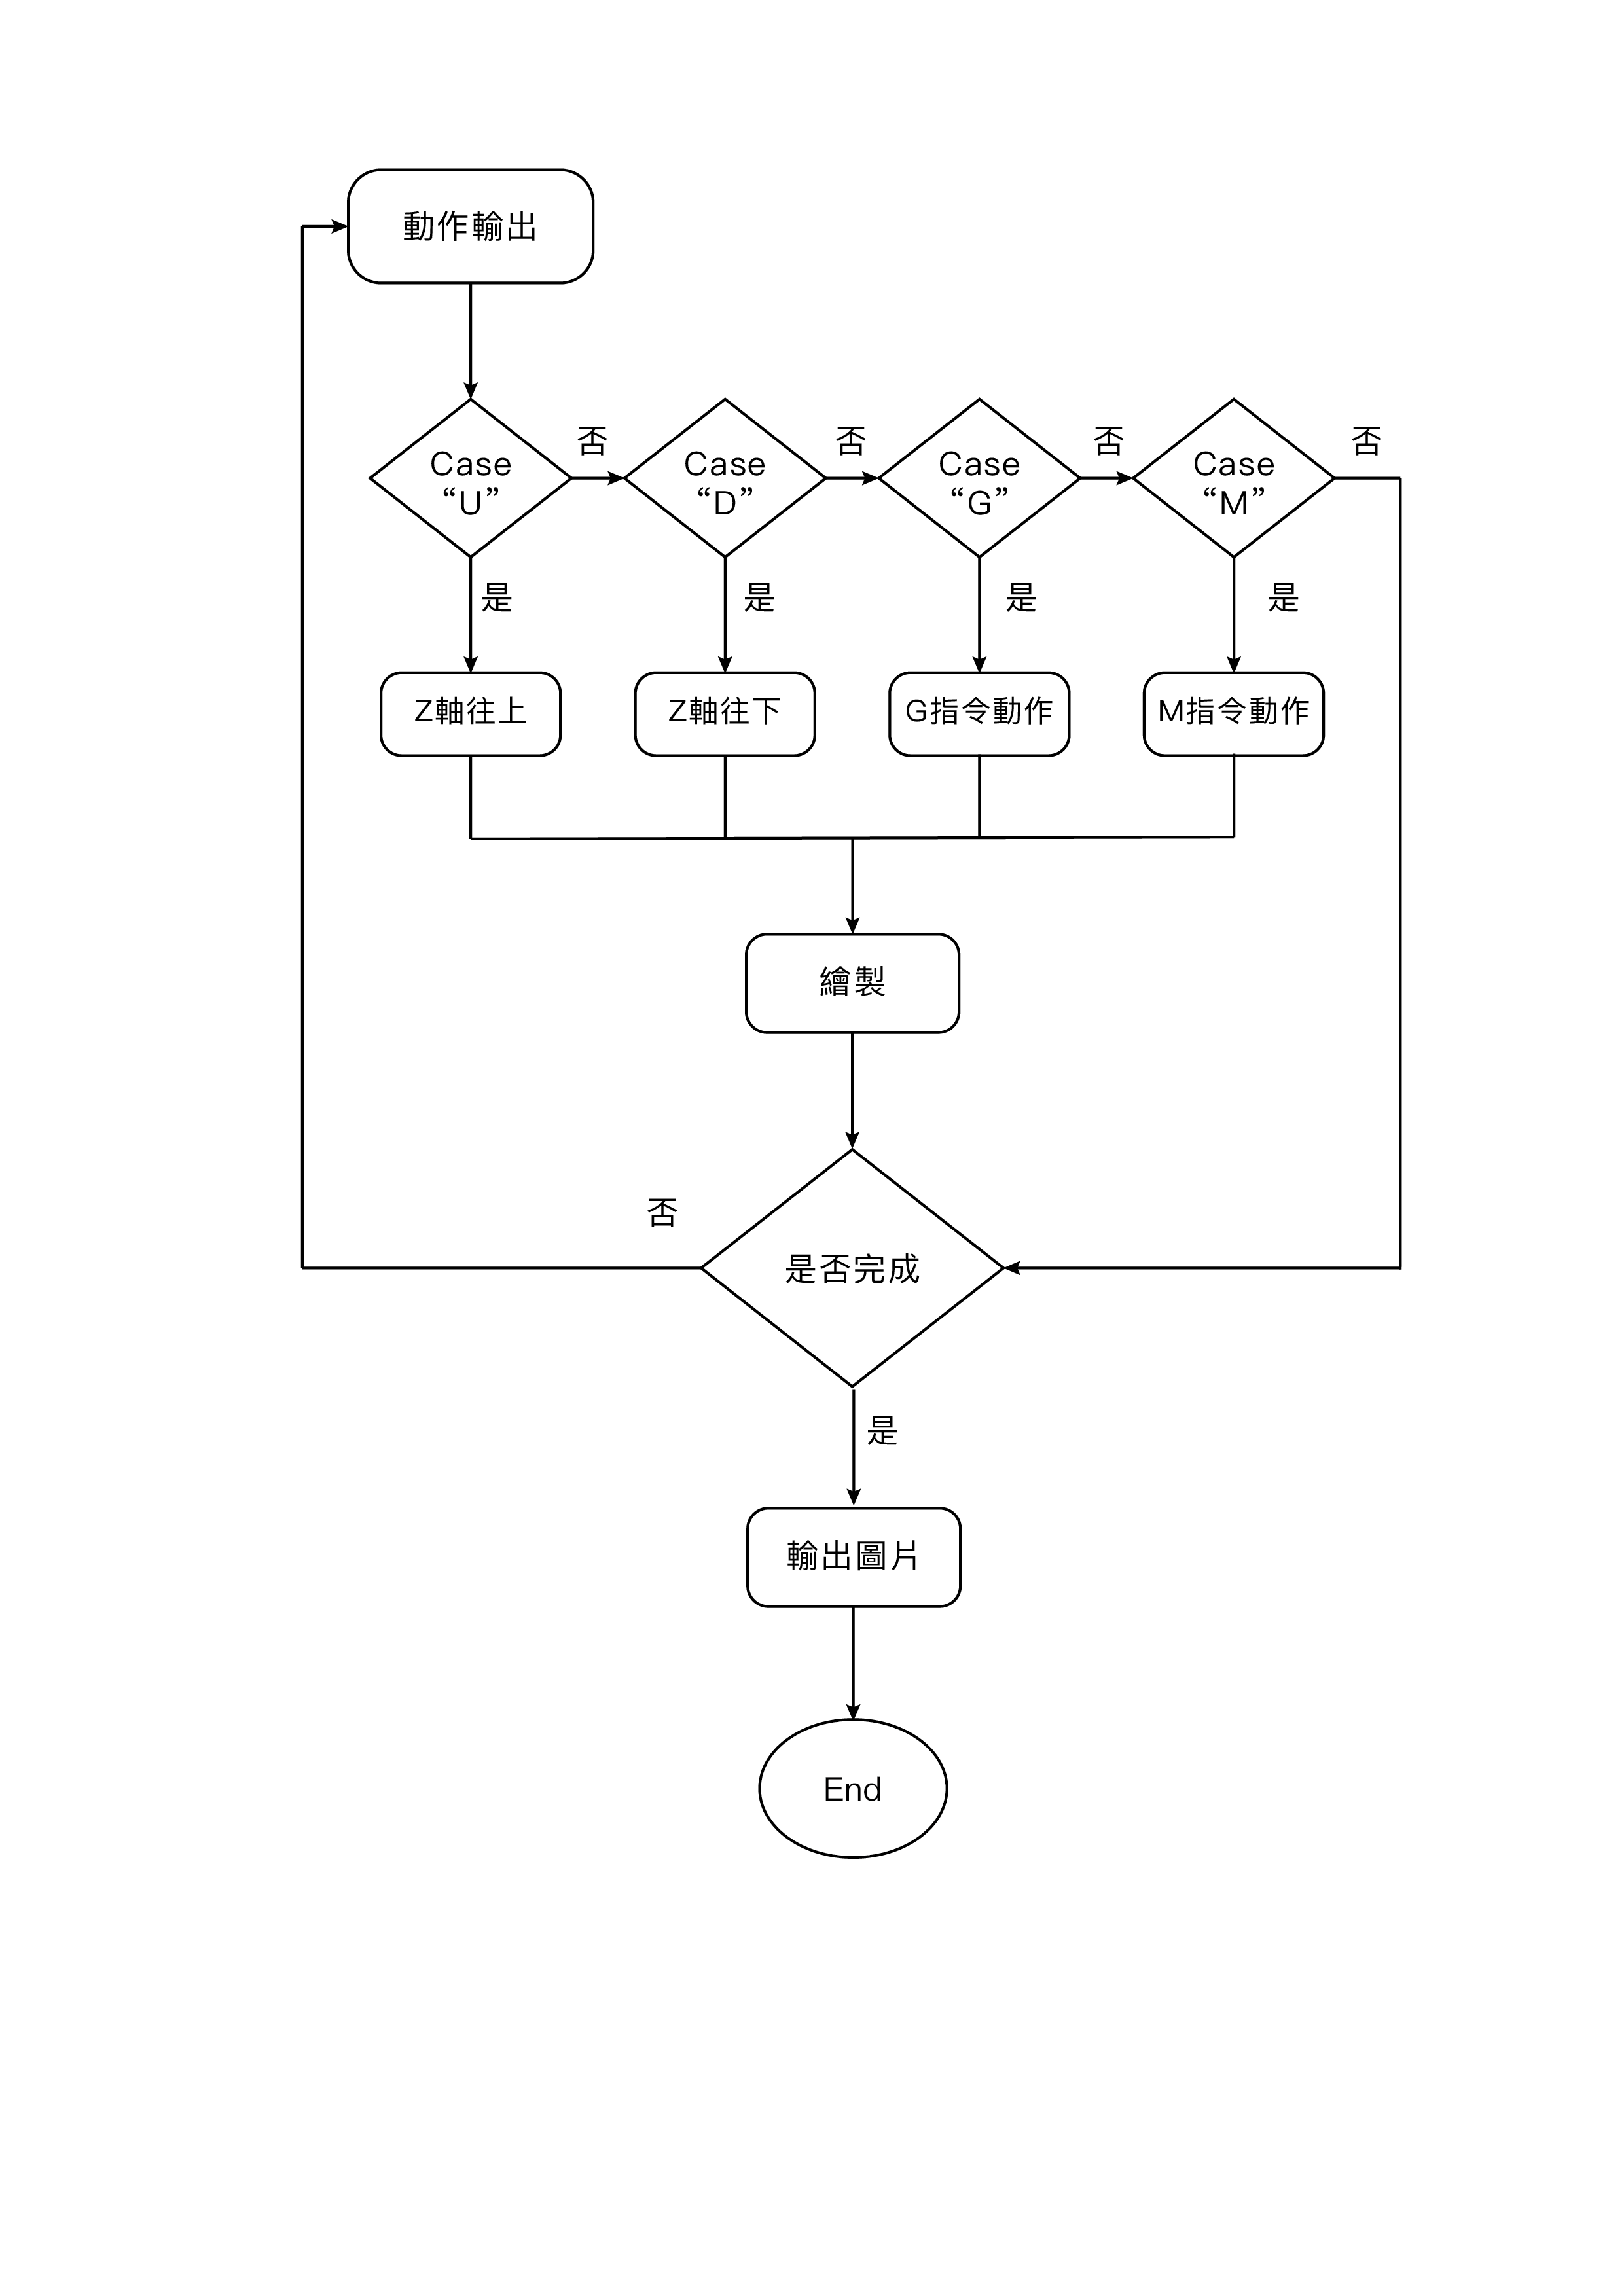 動作輸出
否
否
否
否
Case
“U”
Case
“D”
Case
“G”
Case
“M”
是
是
是
是
Z軸往上
Z軸往下
G指令動作
M指令動作
繪製
否
是否完成
是
輸出圖片
End